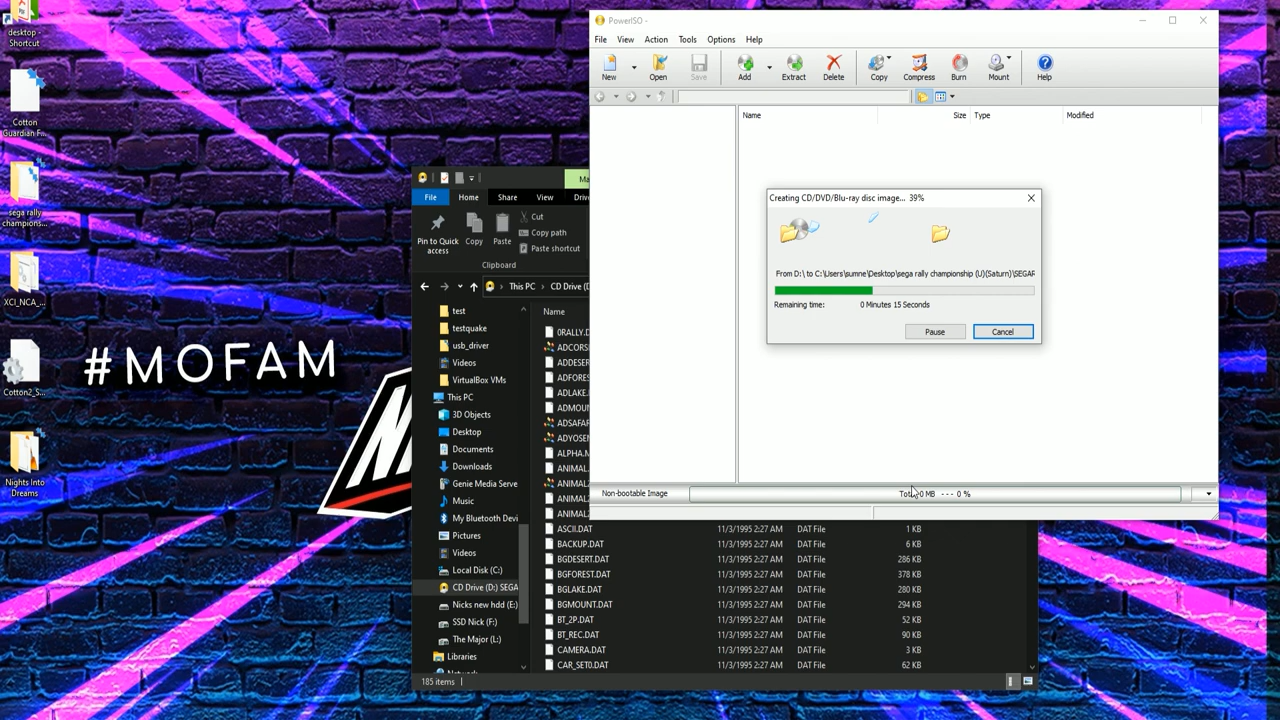 desktop -
Shortcut
Cotton
Guardian F...
sega rally
champions...
XCI_NCA_...
Cotton2_S...
Nights Into
Dreams
#MOFAM
PowerISO -
File View Action Tools Options Help
New Open Save Add Extract Delete Copy Compress Burn Mount Help
Name Size Type Modified
Creating CD/DVD/Blu-ray disc image... 39%
From D:\ to C:\Users\sumne\Desktop\sega rally championship (U)(Saturn)\SEGAR
Remaining time: 0 Minutes 15 Seconds
Pause Cancel
Non-bootable Image
0 MB --- 0 %
File Home Share View
Pin to Quick
access
Copy
Paste
Cut
Copy path
Paste shortcut
Clipboard
This PC
test
testquake
usb_driver
Videos
VirtualBox VMs
This PC
3D Objects
Desktop
Documents
Downloads
Genie Media Serve
Music
My Bluetooth Devi
Pictures
Videos
Local Disk (C:)
CD Drive (D:) SEGA
Nicks new hdd (E:)
SSD Nick (F:)
The Major (L:)
Libraries
Name
0RALLY.D
ADCORS
ADDESER
ADFORES
ADLAKE.
ADMOUN
ADSAFAR
ADYOSEN
ALPHA.M
ANIMAL
ANIMAL
ANIMAL
ANIMAL
ASCII.DAT 11/3/1995 2:27 AM DAT File 1 KB
BACKUP.DAT 11/3/1995 2:27 AM DAT File 6 KB
BGDESERT.DAT 11/3/1995 2:27 AM DAT File 286 KB
BGFOREST.DAT 11/3/1995 2:27 AM DAT File 378 KB
BGLAKE.DAT 11/3/1995 2:27 AM DAT File 280 KB
BGMOUNT.DAT 11/3/1995 2:27 AM DAT File 294 KB
BT_2P.DAT 11/3/1995 2:27 AM DAT File 52 KB
BT_REC.DAT 11/3/1995 2:27 AM DAT File 90 KB
CAMERA.DAT 11/3/1995 2:27 AM DAT File 3 KB
CAR_SET0.DAT 11/3/1995 2:27 AM DAT File 62 KB
185 items